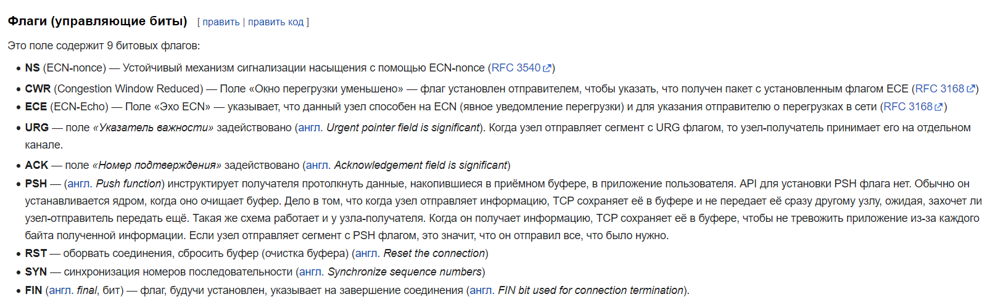 Флаги (управляющие биты) [ править | править код ]
Это поле содержит 9 битовых флагов:
• NS (ECN-nonce) — Устойчивый механизм сигнализации насыщения с помощью ECN-nonce (RFC 3540)
• CWR (Congestion Window Reduced) — Поле «Окно перегрузки уменьшено» — флаг установлен отправителем, чтобы указать, что получен пакет с установленным флагом ECE (RFC 3168)
• ECE (ECN-Echo) — Поле «Эхо ECN» — указывает, что данный узел способен на ECN (явное уведомление перегрузки) и для указания отправителю о перегрузках в сети (RFC 3168)
• URG — поле «Указатель важности» задействовано (англ. Urgent pointer field is significant). Когда узел отправляет сегмент с URG флагом, то узел-получатель принимает его на отдельном
канале.
• ACK — поле «Номер подтверждения» задействовано (англ. Acknowledgement field is significant)
• PSH — (англ. Push function) инструктирует получателя протолкнуть данные, накопившиеся в приёмном буфере, в приложение пользователя. API для установки PSH флага нет. Обычно он
устанавливается ядром, когда оно очищает буфер. Дело в том, что когда узел отправляет информацию, TCP сохраняет её в буфере и не передает её сразу другому узлу, ожидая, захочет ли
узел-отправитель передать ещё. Такая же схема работает и у узла-получателя. Когда он получает информацию, TCP сохраняет её в буфере, чтобы не тревожить приложение из-за каждого
байта полученной информации. Если узел отправляет сегмент с PSH флагом, это значит, что он отправил все, что было нужно.
• RST — оборвать соединения, сбросить буфер (очистка буфера) (англ. Reset the connection)
• SYN — синхронизация номеров последовательности (англ. Synchronize sequence numbers)
• FIN (англ. final, бит) — флаг, будучи установлен, указывает на завершение соединения (англ. FIN bit used for connection termination).